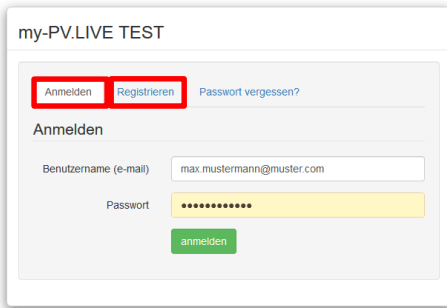 my-PV.LIVE TEST
Anmelden Registrieren Passwort vergessen?
Anmelden
Benutzername (e-mail) max.mustermann@muster.com
Passwort ●●●●●●●●●●●●
anmelden